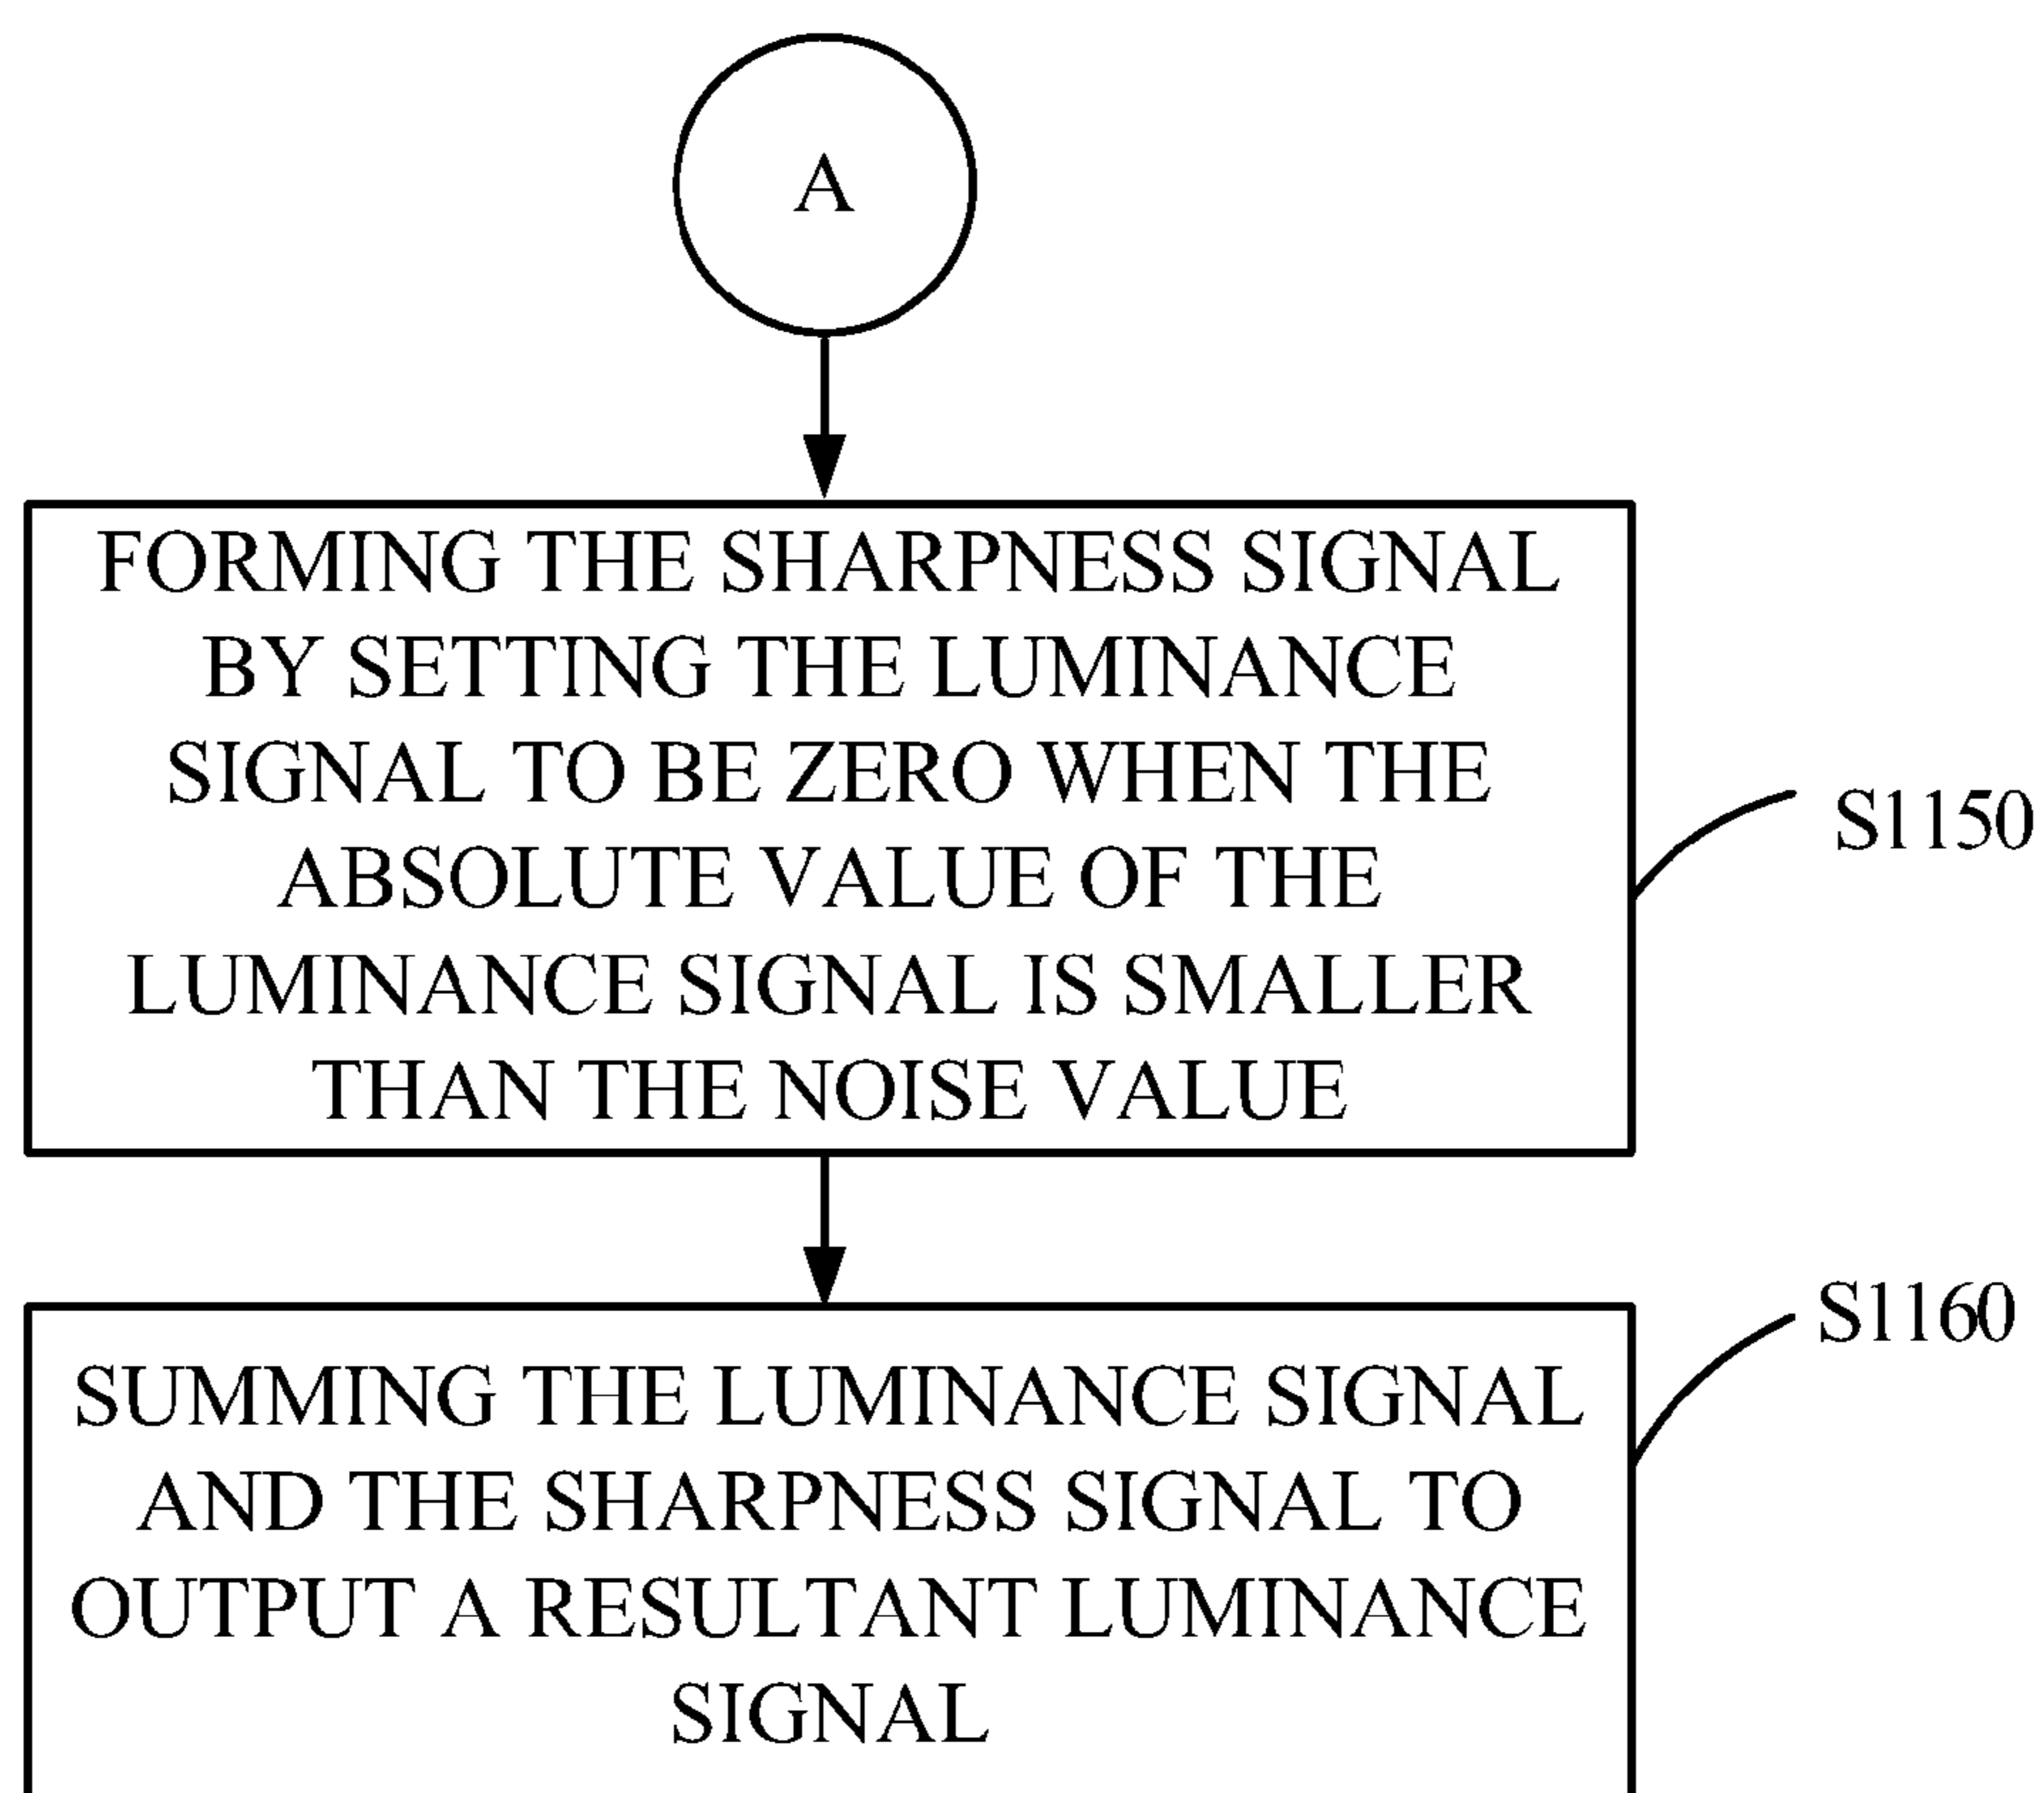 A
FORMING THE SHARPNESS SIGNAL
BY SETTING THE LUMINANCE
SIGNAL TO BE ZERO WHEN THE
ABSOLUTE VALUE OF THE
LUMINANCE SIGNAL IS SMALLER
THAN THE NOISE VALUE
S1150
SUMMING THE LUMINANCE SIGNAL
AND THE SHARPNESS SIGNAL TO
OUTPUT A RESULTANT LUMINANCE
SIGNAL
S1160